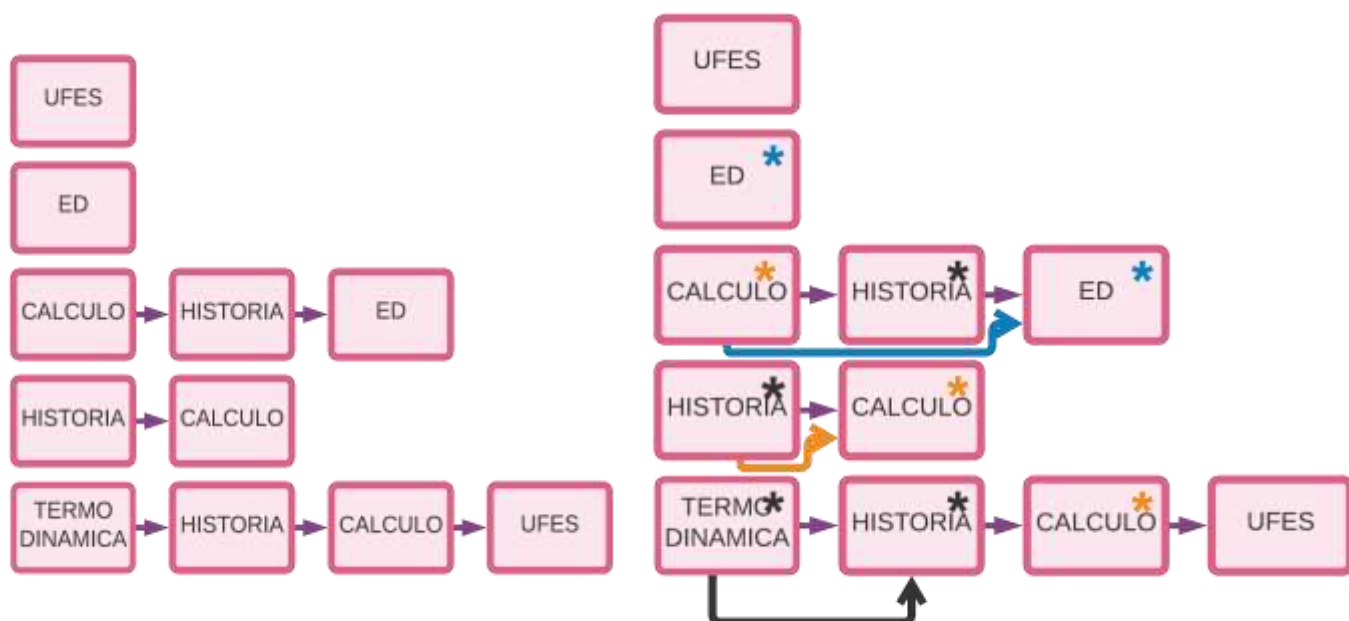 UFES
ED
CALCULO HISTORIA ED
HISTORIA CALCULO
TERMO
DINAMICA HISTORIA CALCULO UFES
UFES
ED *
CALCULO * HISTORIA * ED *
HISTORIA * CALCULO *
TERMO *
DINAMICA HISTORIA * CALCULO * UFES